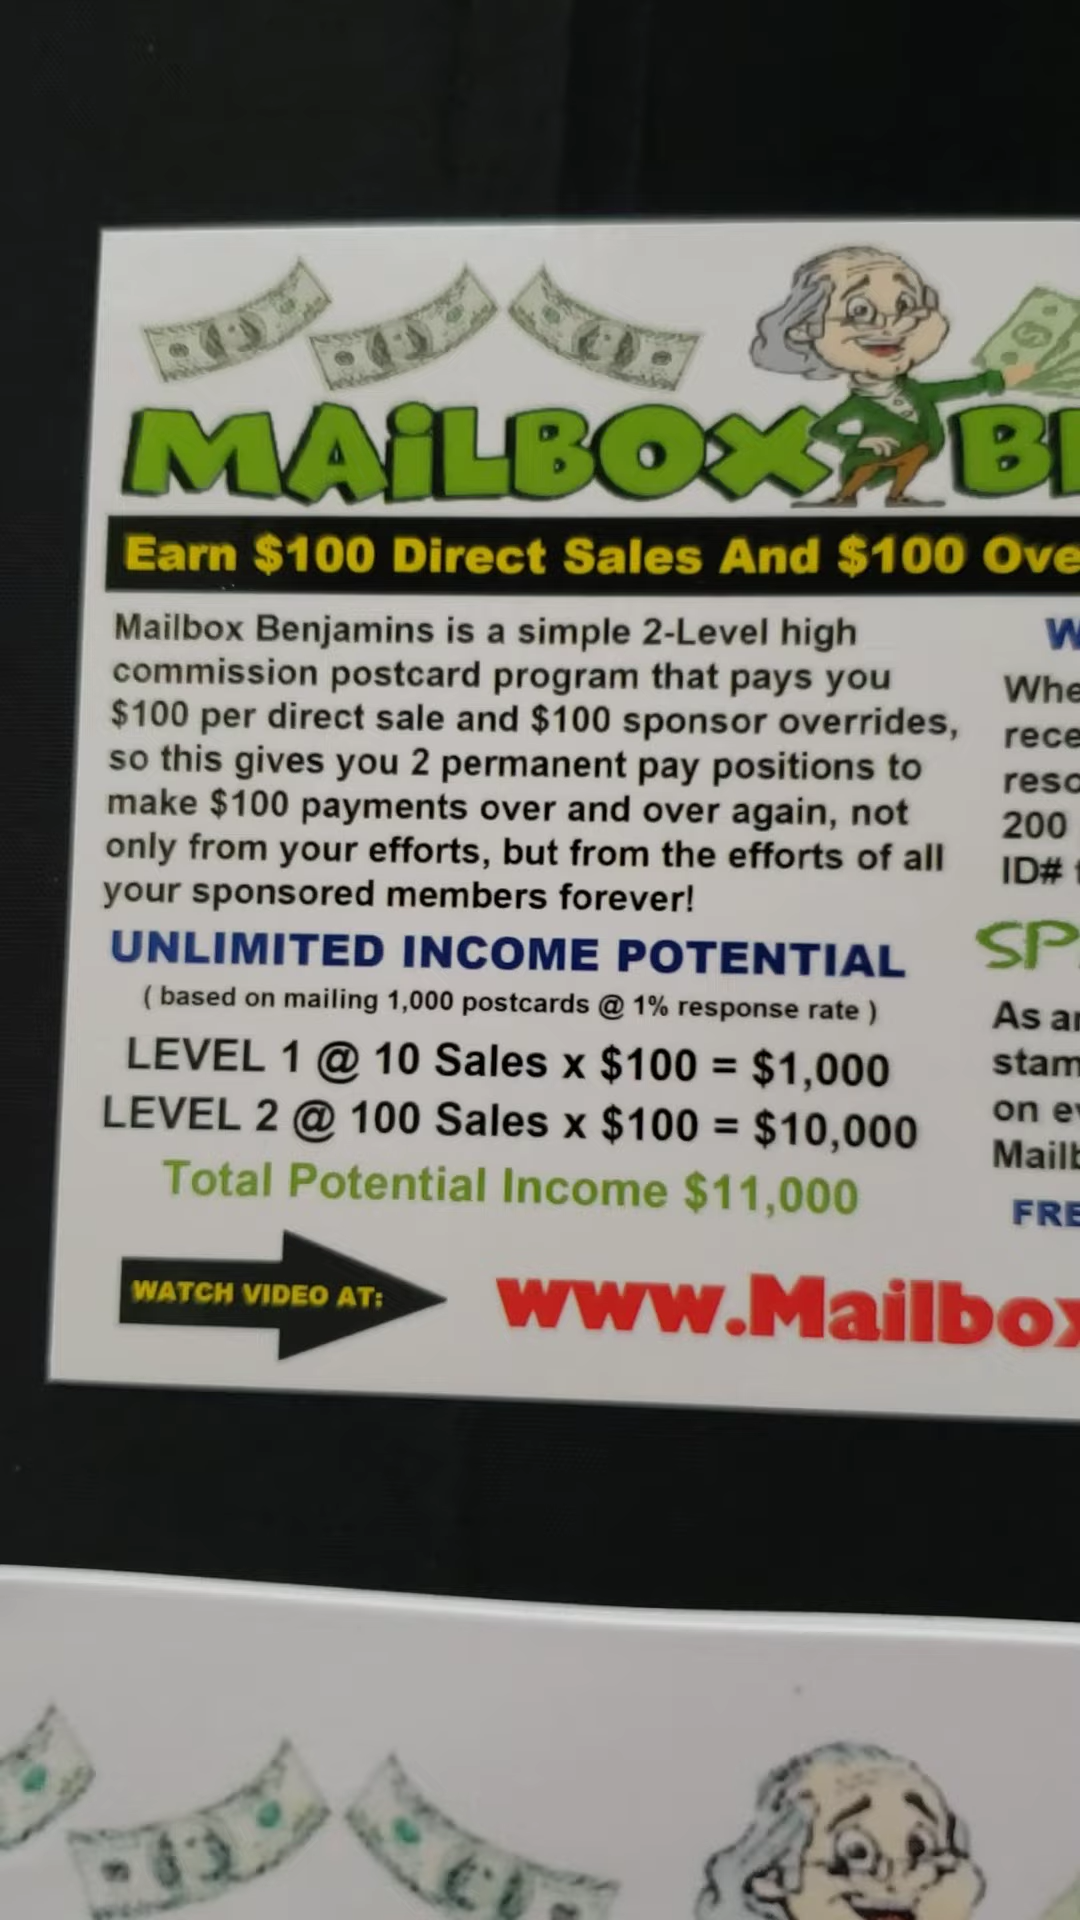 MAiLBOX
Earn $100 Direct Sales And $100
Mailbox Benjamins is a simple 2-Level high
commission postcard program that pays you
$100 per direct sale and $100 sponsor overrides,
so this gives you 2 permanent pay positions to
make $100 payments over and over again, not
only from your efforts, but from the efforts of all
your sponsored members forever!
UNLIMITED INCOME POTENTIAL
( based on mailing 1,000 postcards @ 1% response rate )
LEVEL 1 @ 10 Sales x $100 = $1,000
LEVEL 2 @ 100 Sales x $100 = $10,000
Total Potential Income $11,000
WATCH VIDEO AT:
www.Mailbo
200
ID#
As
on